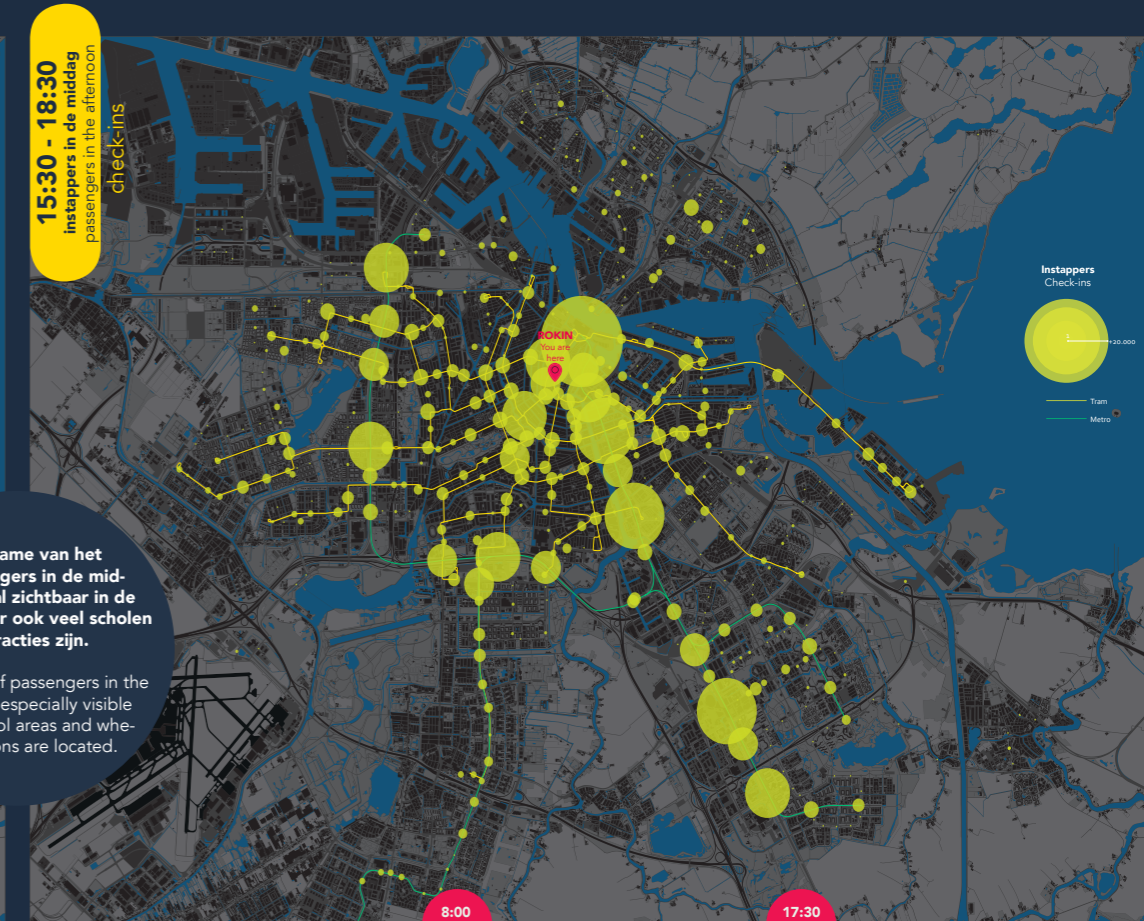 15:30 - 18:30
instappers in de middag
passengers in the afternoon
check-ins
ROKIN
You are
here
Instappers
Check-ins
1
+20.000
Tram
Metro
ame van het
gers in de mid-
al zichtbaar in de
r ook veel scholen
racties zijn.
f passengers in the
especially visible
ol areas and whe-
ons are located.
8:00
17:30